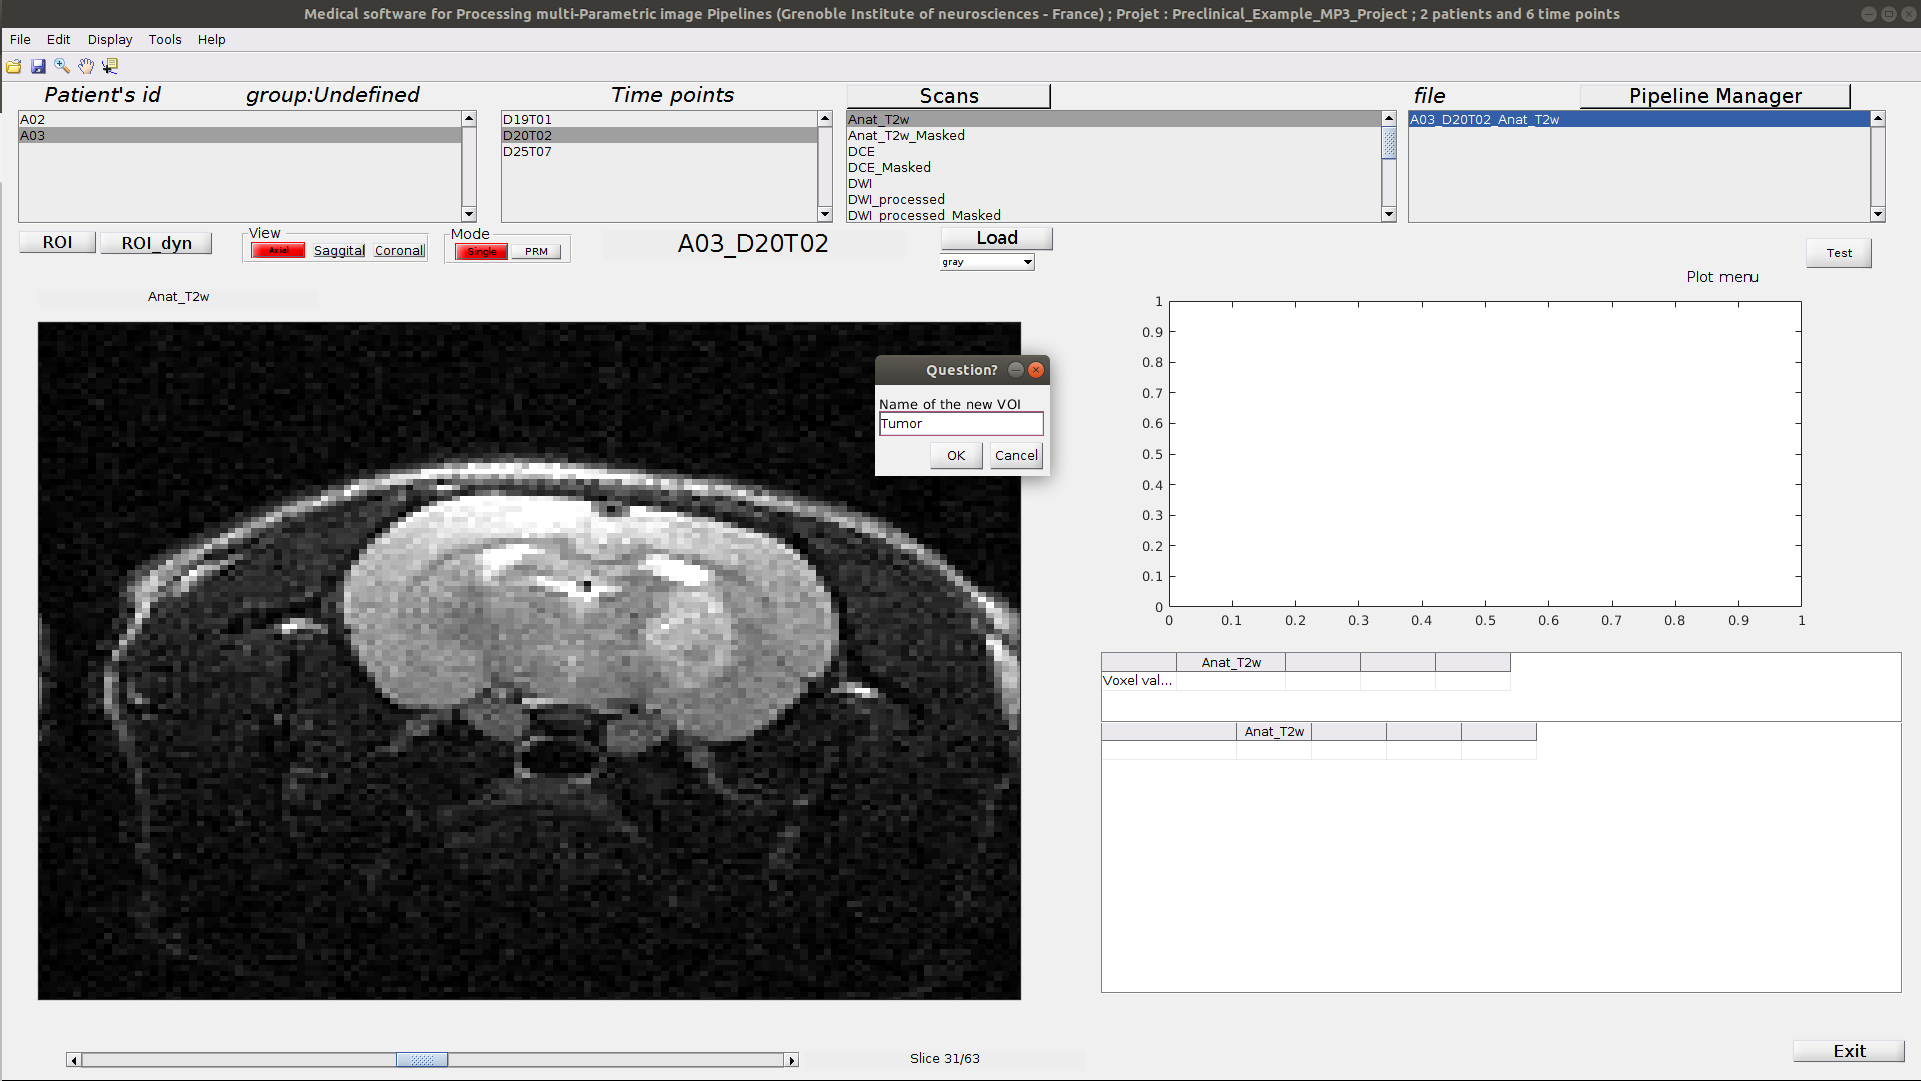 Medical software for Processing multi-Parametric image Pipelines (Grenoble Institute of neurosciences - France) ; Projet : Preclinical_Example_MP3_Project ; 2 patients and 6 time points
File Edit Display Tools Help
Patient's id group:Undefined Time points Scans file Pipeline Manager
A02
A03
D19T01
D20T02
D25T07
Anat_T2w
Anat_T2w_Masked
DCE
DCE_Masked
DWI
DWI_processed
DWI_processed_Masked
A03_D20T02_Anat_T2w
ROI ROI_dyn
View
Axial Saggital Coronal
Mode
Single PRM
A03_D20T02
Load
gray
Test
Plot menu
Anat_T2w
Question?
Name of the new VOI
Tumor
OK Cancel
1
0.9
0.8
0.7
0.6
0.5
0.4
0.3
0.2
0.1
0
0 0.1 0.2 0.3 0.4 0.5 0.6 0.7 0.8 0.9 1
Anat_T2w
Voxel val...
Anat_T2w
Slice 31/63
Exit